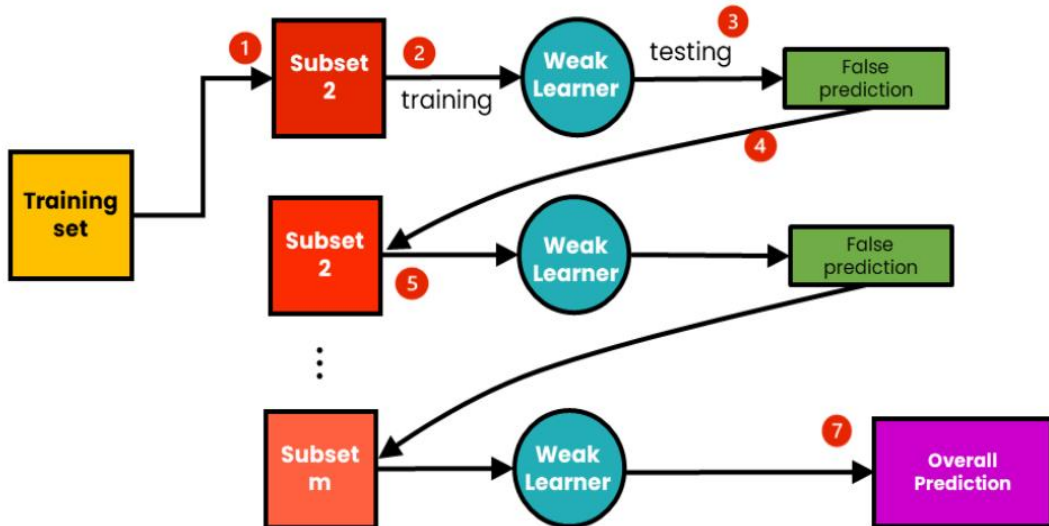 1
Subset
2
2
training
Weak
Learner
3
testing
False
prediction
4
Training
set
Subset
2
5
Weak
Learner
False
prediction
Subset
m
Weak
Learner
7
Overall
Prediction